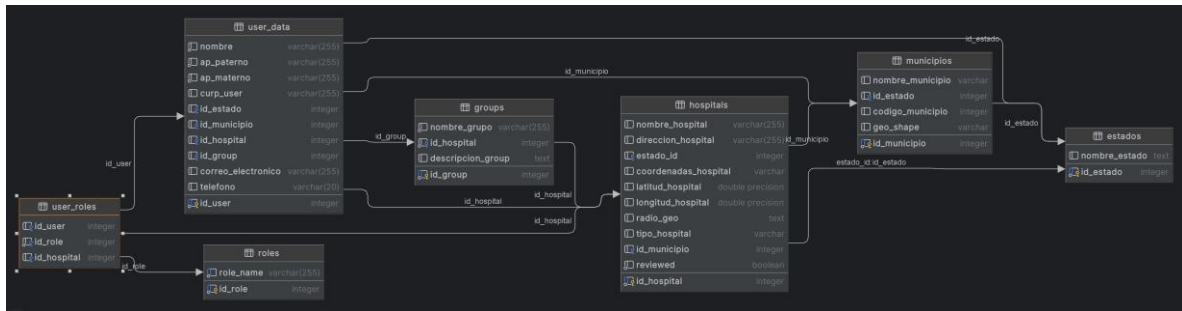 user_data
nombre varchar(255)
ap_paterno varchar(255)
ap_materno varchar(255)
curp_user varchar(255)
id_estado integer
id_municipio integer
id_hospital integer
id_group integer
correo_electronico varchar(255)
telefono varchar(20)
id_user integer
groups
nombre_grupo varchar(255)
id_hospital integer
descripcion_group text
id_group integer
hospitals
nombre_hospital varchar(255)
direccion_hospital varchar(255)
estado_id integer
coordenadas_hospital varchar
latitud_hospital double precision
longitud_hospital double precision
radio_geo text
tipo_hospital varchar
id_municipio integer
reviewed boolean
id_hospital integer
municipios
nombre_municipio varchar
id_estado integer
codigo_municipio integer
geo_shape varchar
id_municipio integer
estados
nombre_estado text
id_estado integer
user_roles
id_user integer
id_role integer
id_hospital integer
roles
role_name varchar(255)
id_role integer
id_estado
id_municipio
id_group
id_municipio
id_estado
estado_id:id_estado
id_user
id_hospital
id_hospital
id_hospital
id_role